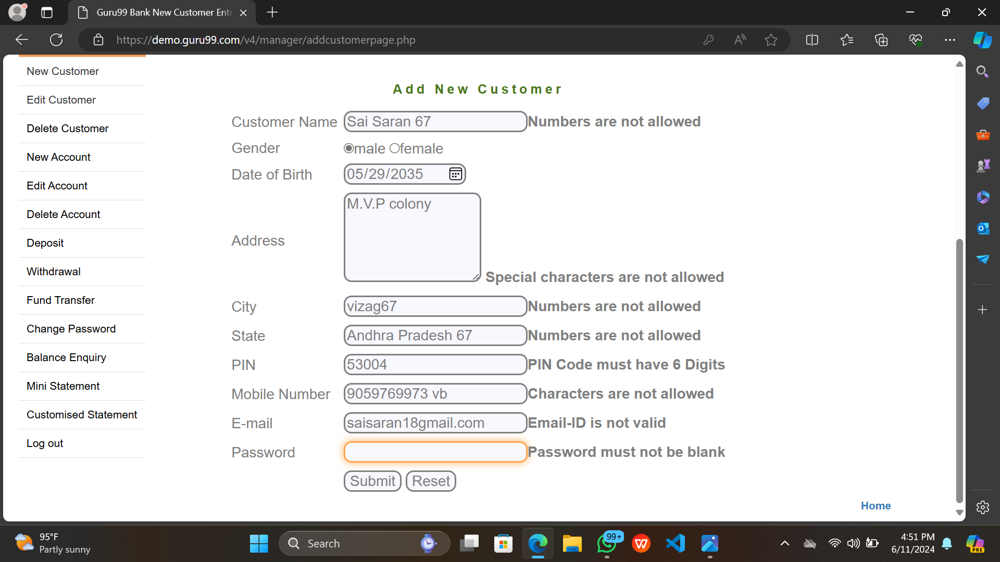 Guru99 Bank New Customer Entr
https://demo.guru99.com/v4/manager/addcustomerpage.php
New Customer
Edit Customer
Delete Customer
New Account
Edit Account
Delete Account
Deposit
Withdrawal
Fund Transfer
Change Password
Balance Enquiry
Mini Statement
Customised Statement
Log out
Add New Customer
Customer Name Sai Saran 67 Numbers are not allowed
Gender male female
Date of Birth 05/29/2035
M.V.P colony
Address
Special characters are not allowed
City vizag67 Numbers are not allowed
State Andhra Pradesh 67 Numbers are not allowed
PIN 53004 PIN Code must have 6 Digits
Mobile Number 9059769973 vb Characters are not allowed
E-mail saisaran18gmail.com Email-ID is not valid
Password Password must not be blank
Submit Reset
Home
95°F
Partly sunny
Search
99+
4:51 PM
6/11/2024
PRE